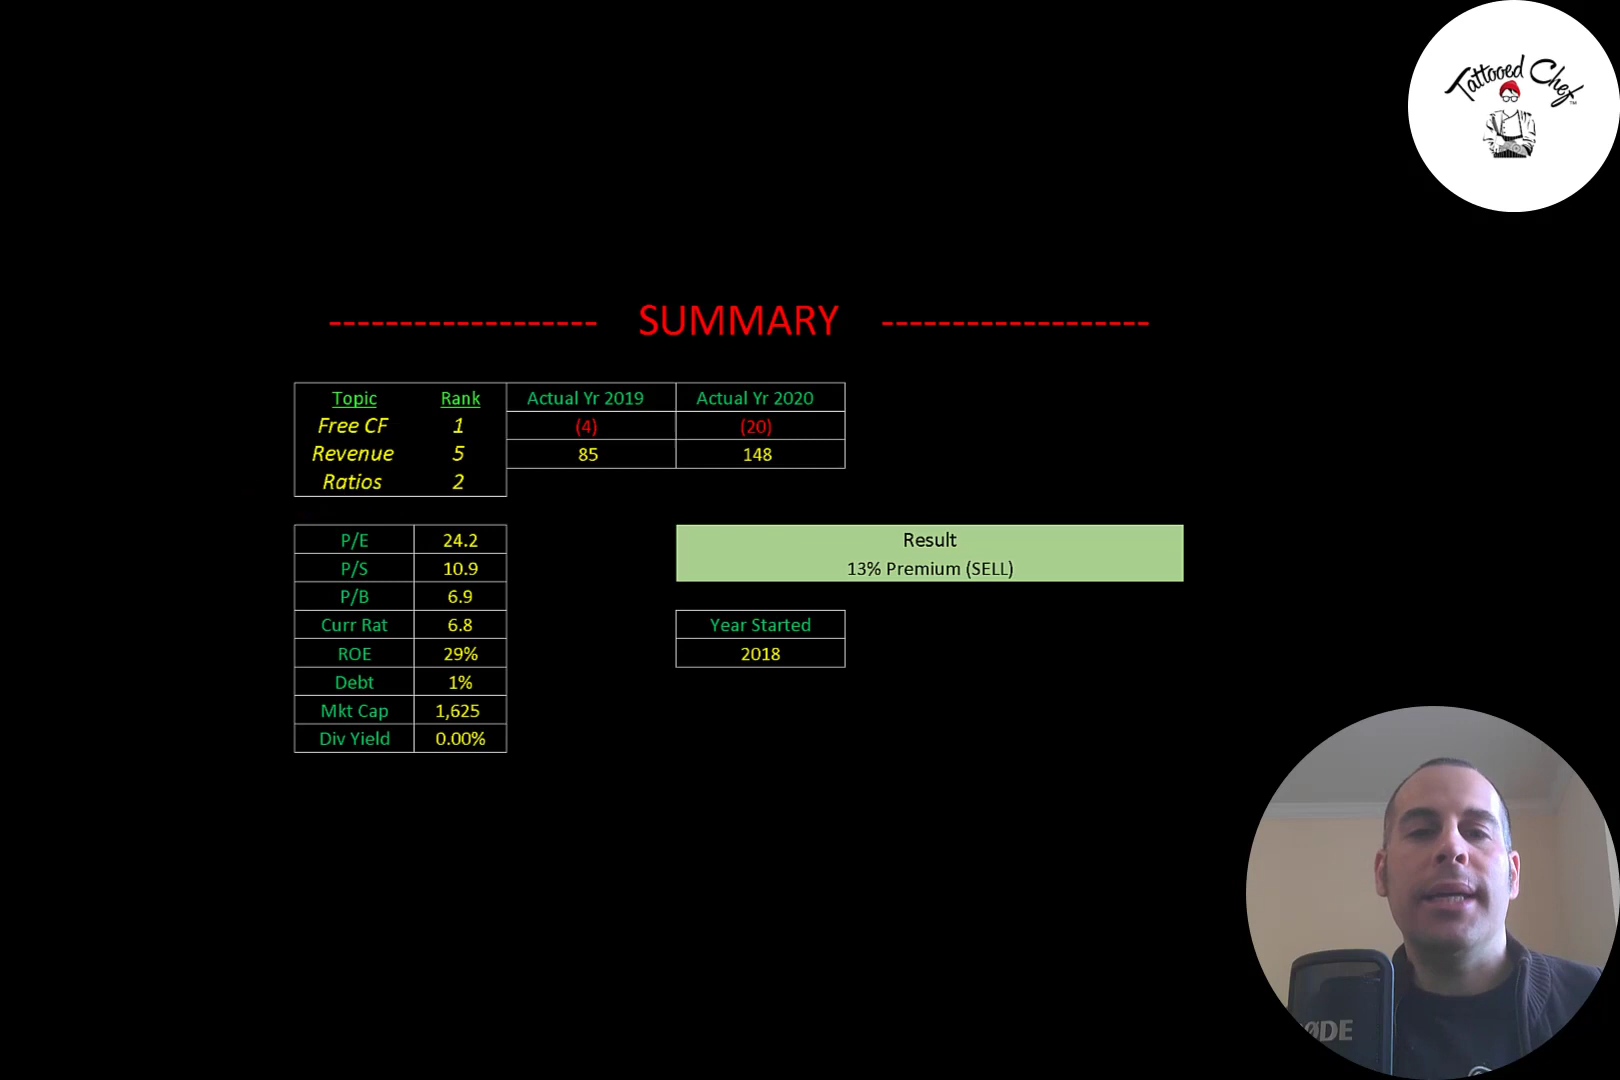 Tattooed Chef™
------------------- SUMMARY -------------------
Topic Rank Actual Yr 2019 Actual Yr 2020
Free CF 1 (4) (20)
Revenue 5 85 148
Ratios 2
P/E 24.2
P/S 10.9
P/B 6.9
Curr Rat 6.8
ROE 29%
Debt 1%
Mkt Cap 1,625
Div Yield 0.00%
Result
13% Premium (SELL)
Year Started
2018
RØDE